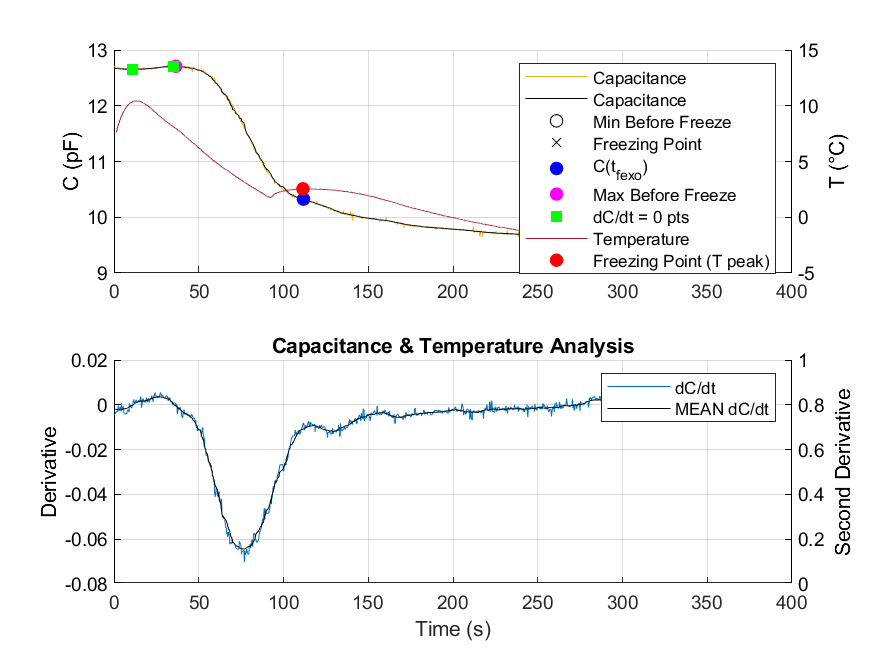 13
12
11
10
9
C (pF)
15
10
5
0
-5
T (°C)
Capacitance
Capacitance
Min Before Freeze
Freezing Point
C(t_fexo)
Max Before Freeze
dC/dt = 0 pts
Temperature
Freezing Point (T peak)
0 50 100 150 200 250 300 350 400
Capacitance & Temperature Analysis
0.02
0
-0.02
-0.04
-0.06
-0.08
Derivative
1
0.8
0.6
0.4
0.2
0
Second Derivative
dC/dt
MEAN dC/dt
0 50 100 150 200 250 300 350 400
Time (s)